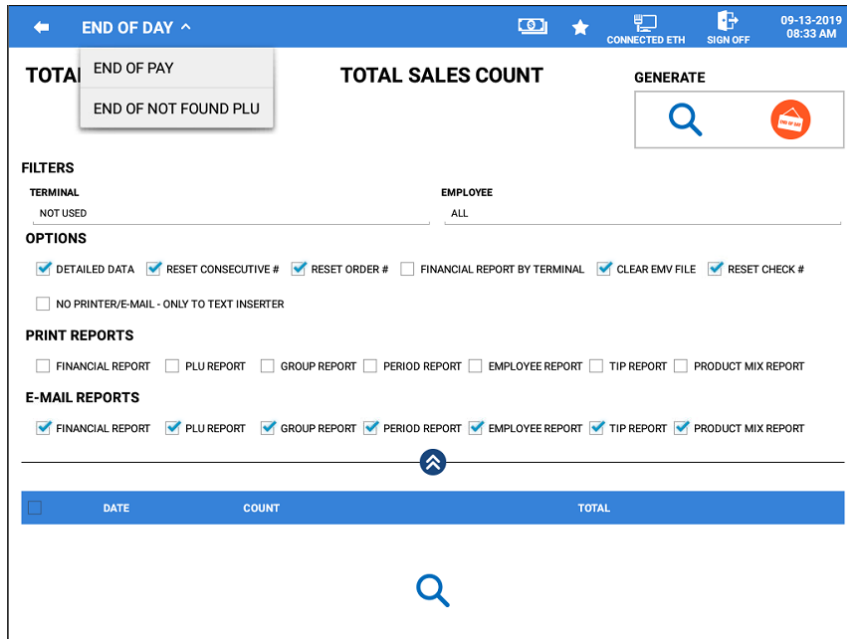 END OF DAY
CONNECTED ETH
SIGN OFF
09-13-2019
08:33 AM
END OF PAY
END OF NOT FOUND PLU
TOTAL SALES COUNT
GENERATE
END OF DAY
FILTERS
TERMINAL EMPLOYEE
NOT USED ALL
OPTIONS
DETAILED DATA RESET CONSECUTIVE # RESET ORDER # FINANCIAL REPORT BY TERMINAL CLEAR EMV FILE RESET CHECK #
NO PRINTER/E-MAIL - ONLY TO TEXT INSERTER
PRINT REPORTS
FINANCIAL REPORT PLU REPORT GROUP REPORT PERIOD REPORT EMPLOYEE REPORT TIP REPORT PRODUCT MIX REPORT
E-MAIL REPORTS
FINANCIAL REPORT PLU REPORT GROUP REPORT PERIOD REPORT EMPLOYEE REPORT TIP REPORT PRODUCT MIX REPORT
DATE COUNT TOTAL